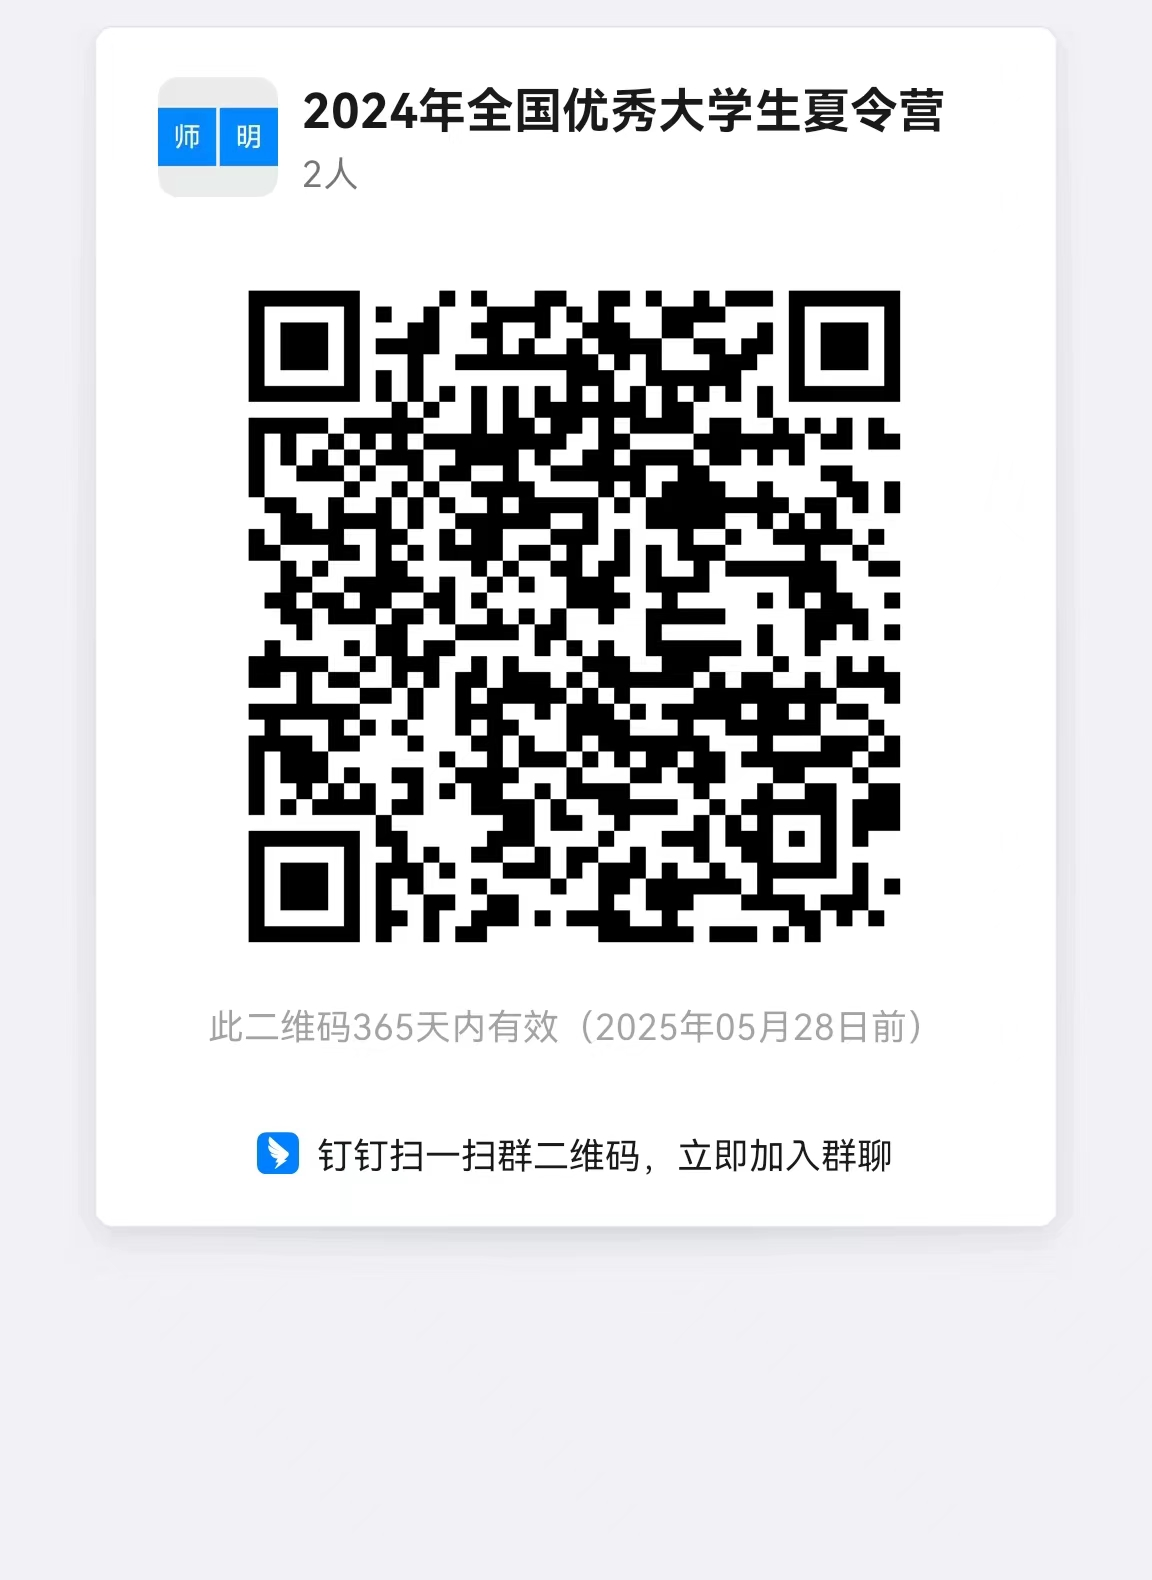 师 明
2024年全国优秀大学生夏令营
2人
此二维码365天内有效（2025年05月28日前）
钉钉扫一扫群二维码，立即加入群聊